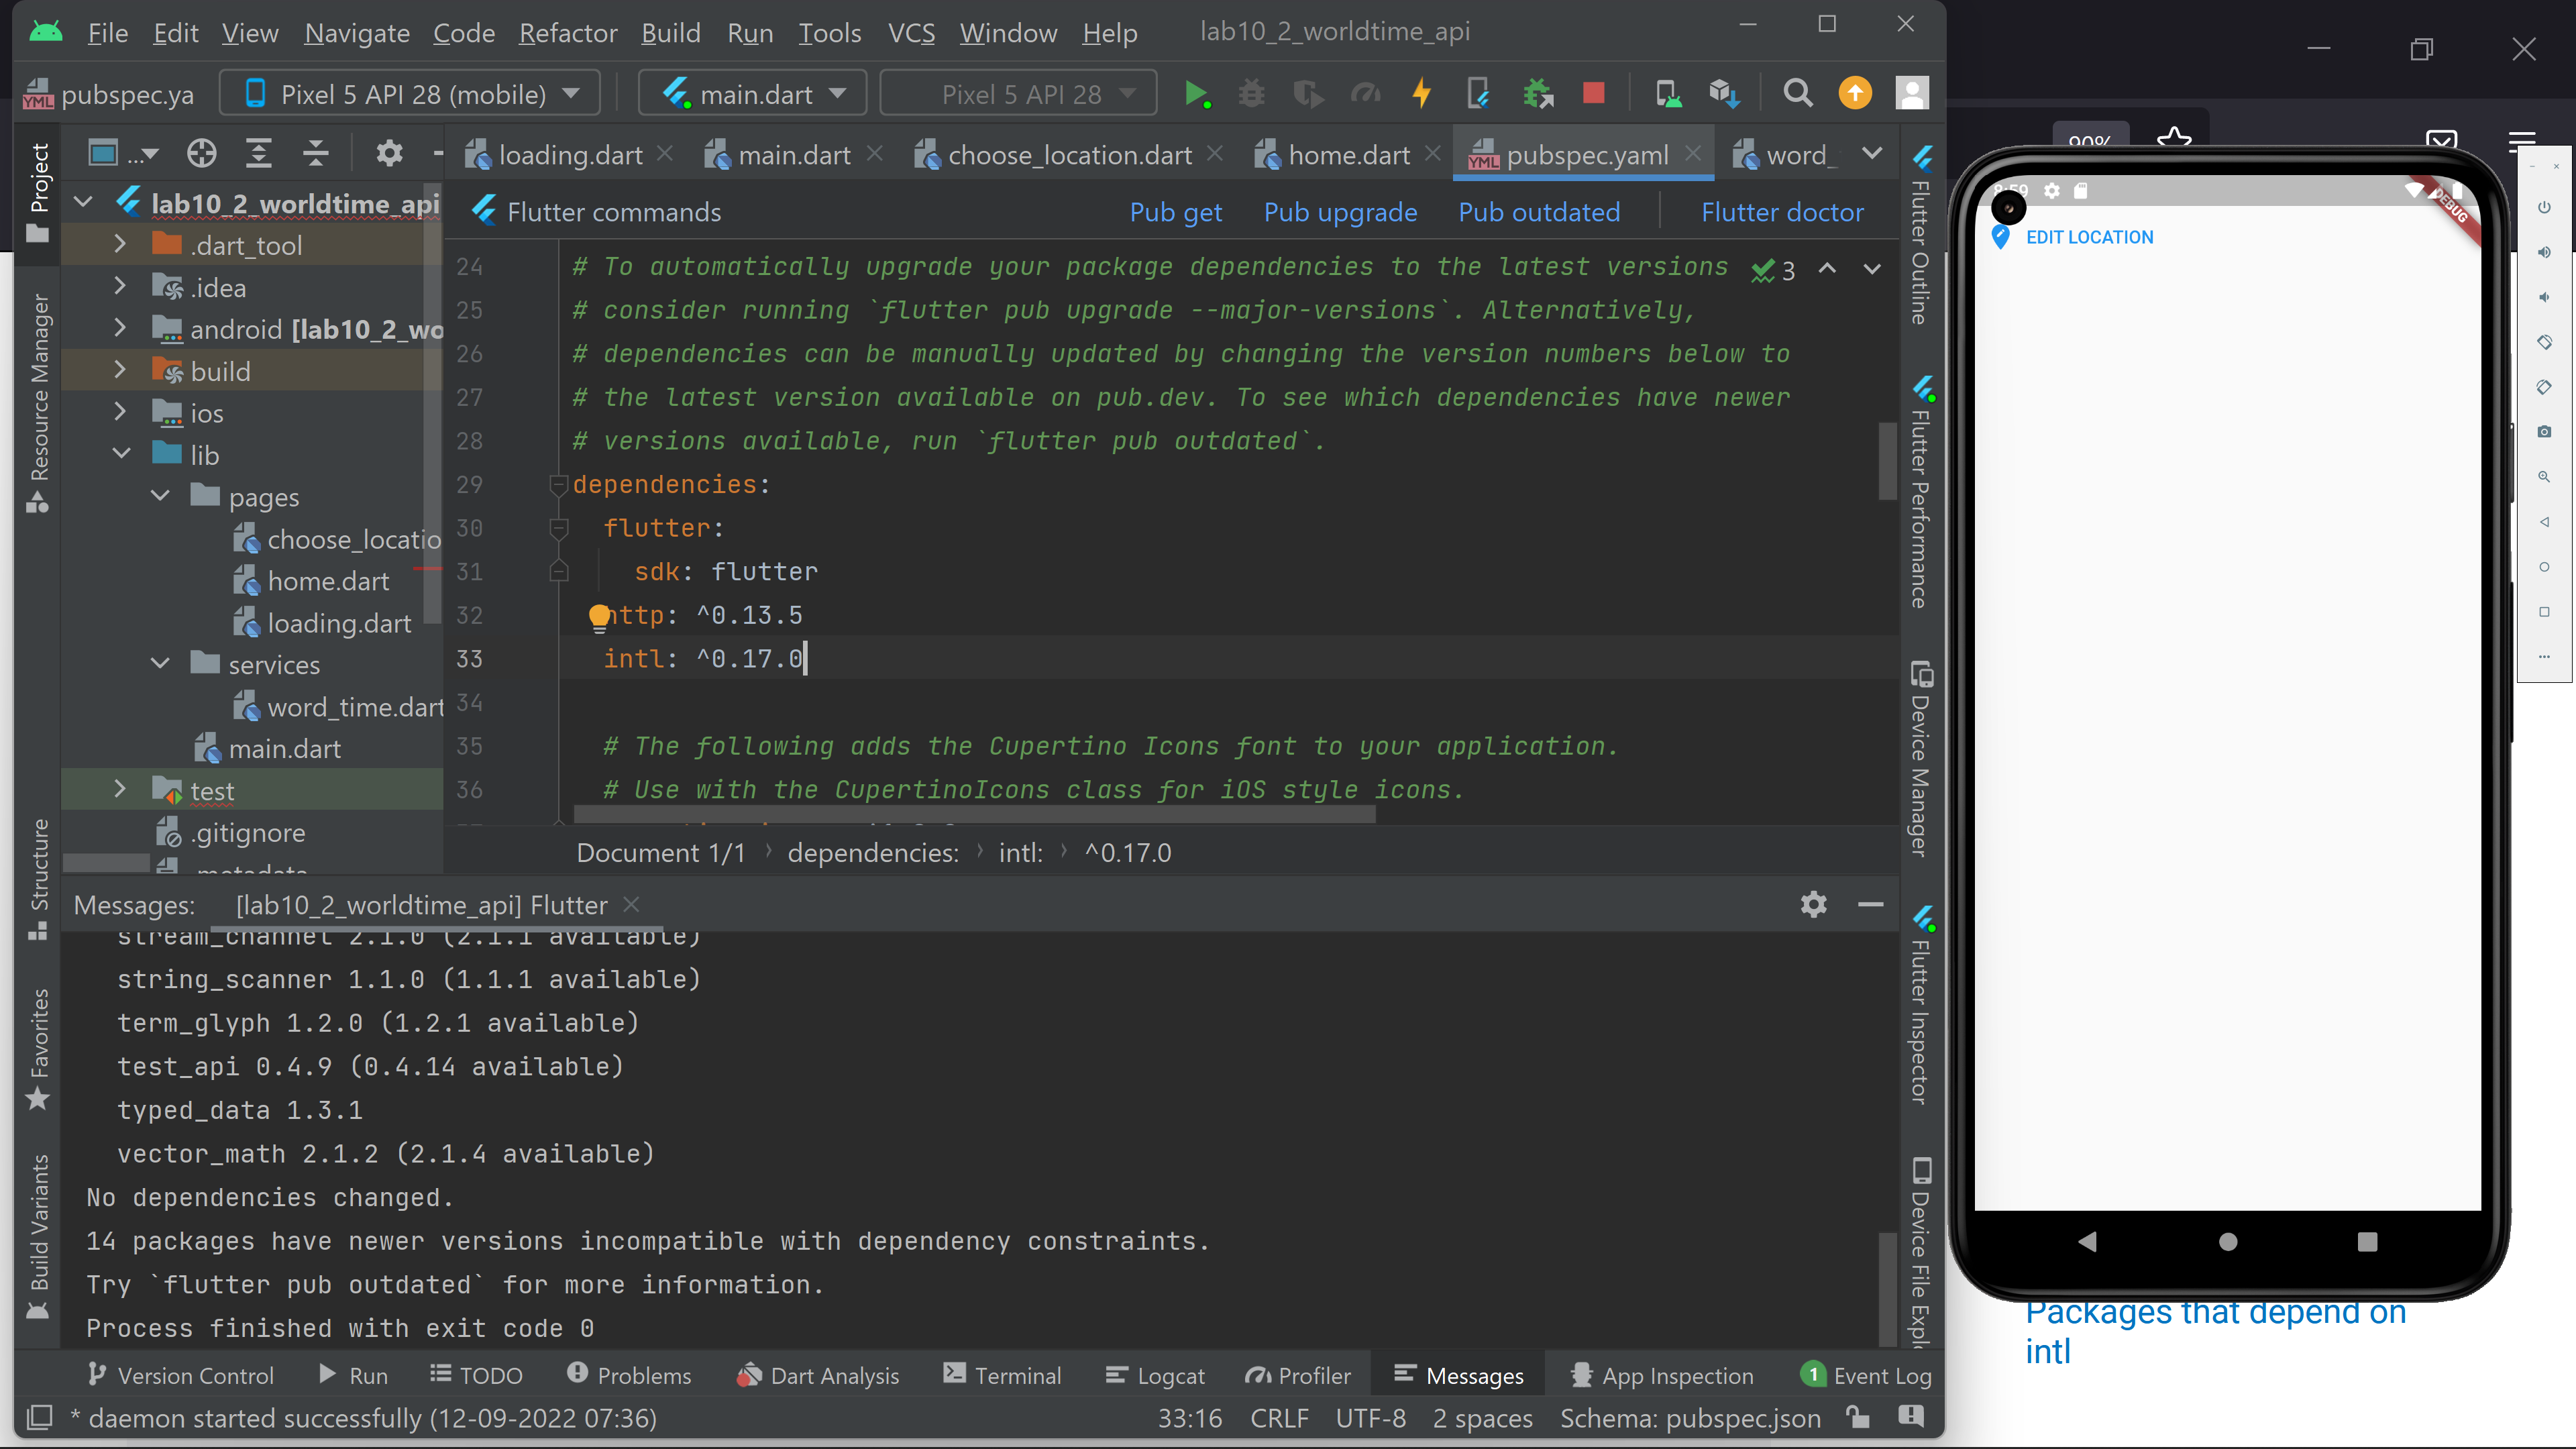 File Edit View Navigate Code Refactor Build Run Tools VCS Window Help lab10_2_worldtime_api
pubspec.ya Pixel 5 API 28 (mobile) main.dart Pixel 5 API 28
90%
... loading.dart main.dart choose_location.dart home.dart pubspec.yaml word_
Project
Resource Manager
Structure
Favorites
Build Variants
lab10_2_worldtime_api
.dart_tool
.idea
android [lab10_2_wo
build
ios
lib
pages
choose_locatio
home.dart
loading.dart
services
word_time.dart
main.dart
test
.gitignore
.metadata
Flutter commands Pub get Pub upgrade Pub outdated Flutter doctor
24 # To automatically upgrade your package dependencies to the latest versions 3
25 # consider running `flutter pub upgrade --major-versions`. Alternatively,
26 # dependencies can be manually updated by changing the version numbers below to
27 # the latest version available on pub.dev. To see which dependencies have newer
28 # versions available, run `flutter pub outdated`.
29 dependencies:
30 flutter:
31 sdk: flutter
32 http: ^0.13.5
33 intl: ^0.17.0
34
35 # The following adds the Cupertino Icons font to your application.
36 # Use with the CupertinoIcons class for iOS style icons.
Document 1/1 dependencies: intl: ^0.17.0
Flutter Outline
Flutter Performance
Device Manager
Flutter Inspector
Device File Explo
Messages: [lab10_2_worldtime_api] Flutter
stream_channel 2.1.0 (2.1.1 available)
string_scanner 1.1.0 (1.1.1 available)
term_glyph 1.2.0 (1.2.1 available)
test_api 0.4.9 (0.4.14 available)
typed_data 1.3.1
vector_math 2.1.2 (2.1.4 available)
No dependencies changed.
14 packages have newer versions incompatible with dependency constraints.
Try `flutter pub outdated` for more information.
Process finished with exit code 0
Version Control Run TODO Problems Dart Analysis Terminal Logcat Profiler Messages App Inspection 1 Event Log
* daemon started successfully (12-09-2022 07:36) 33:16 CRLF UTF-8 2 spaces Schema: pubspec.json
8:59
DEBUG
EDIT LOCATION
Packages that depend on
intl